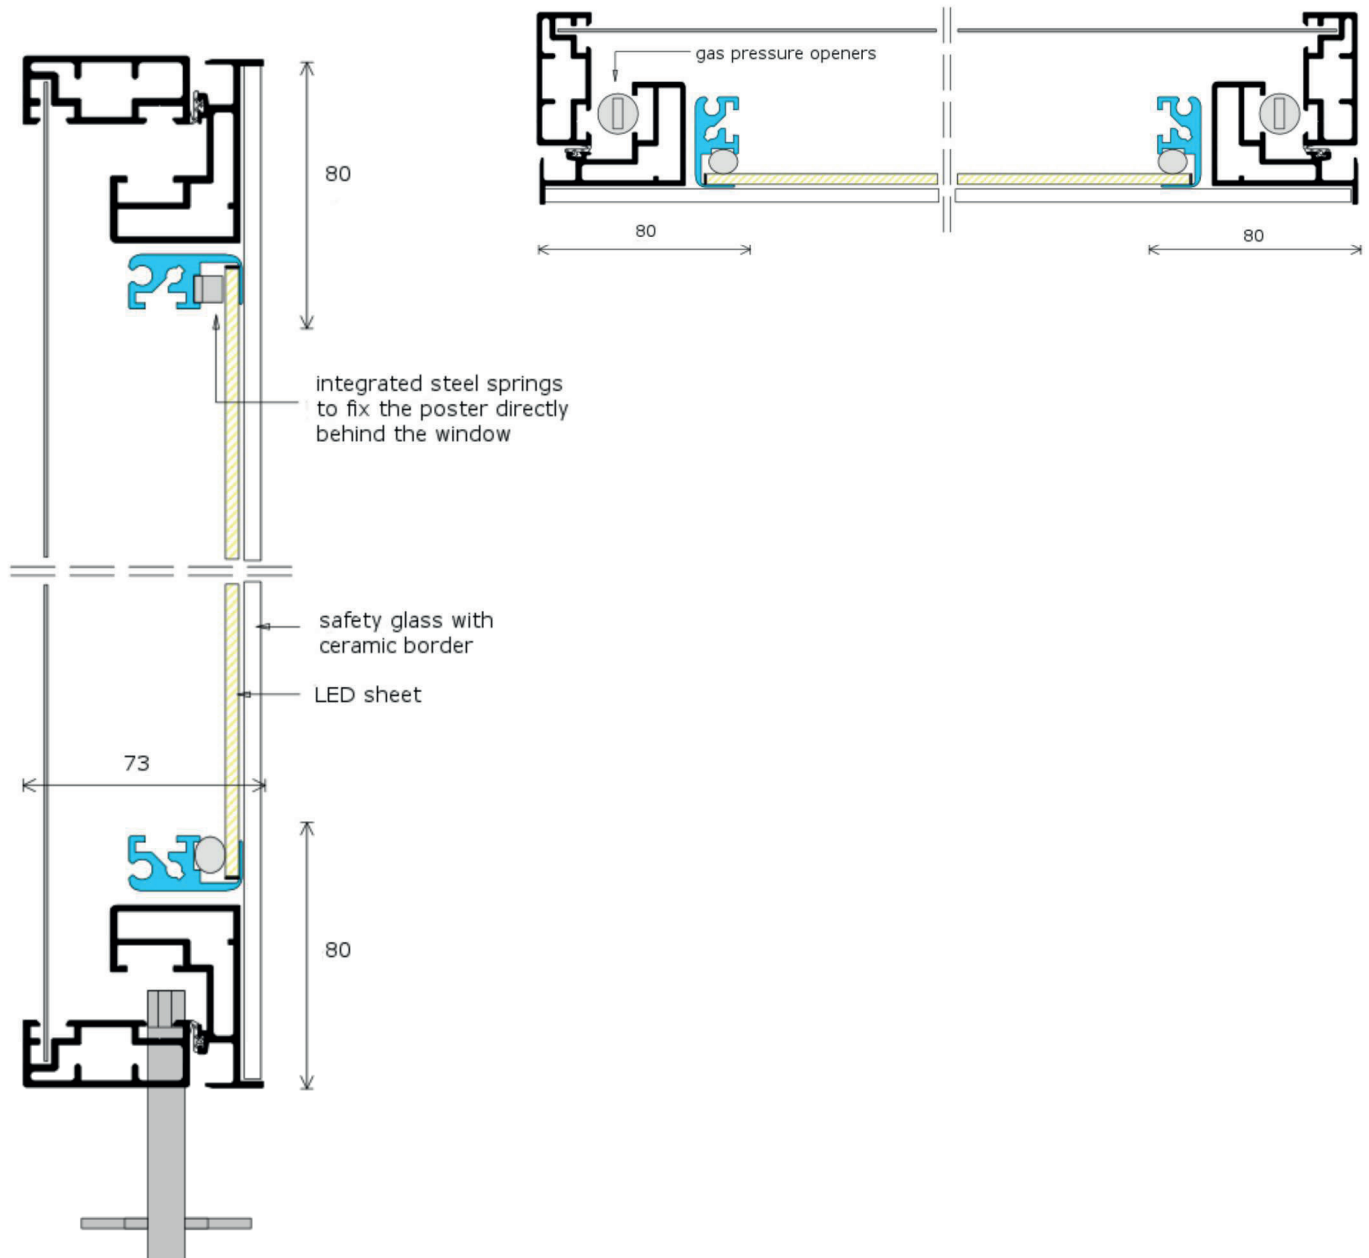 gas pressure openers
80
80
80
integrated steel springs
to fix the poster directly
behind the window
safety glass with
ceramic border
LED sheet
73
80